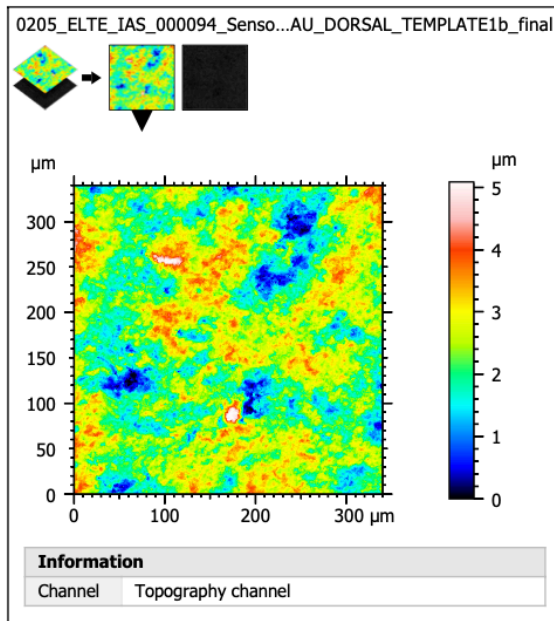 0205_ELTE_IAS_000094_Senso...AU_DORSAL_TEMPLATE1b_final
µm
µm
5
300
4
250
200
3
150
2
100
1
50
0
0
0 100 200 300 µm
Information
Channel Topography channel